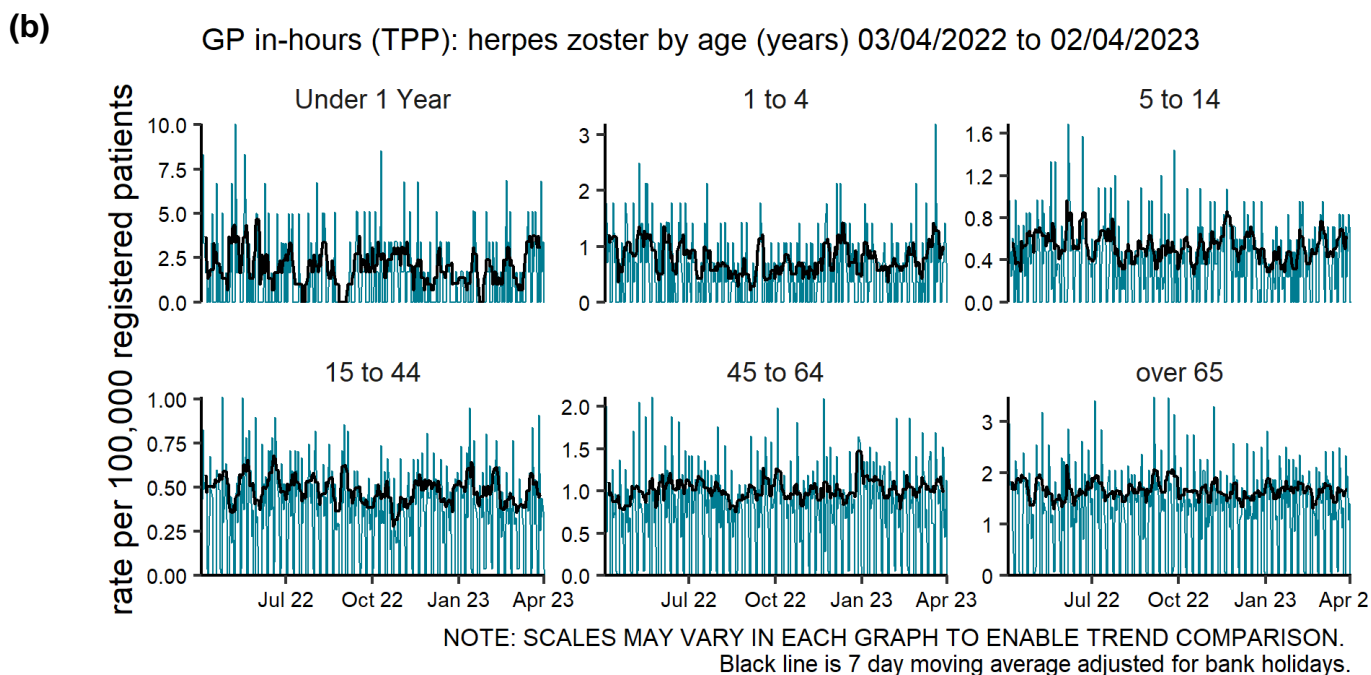 (b)
GP in-hours (TPP): herpes zoster by age (years) 03/04/2022 to 02/04/2023
rate per 100,000 registered patients
Under 1 Year
10.0
7.5
5.0
2.5
0.0
1 to 4
3
2
1
0
5 to 14
1.6
1.2
0.8
0.4
0.0
15 to 44
1.00
0.75
0.50
0.25
0.00
Jul 22 Oct 22 Jan 23 Apr 23
45 to 64
2.0
1.5
1.0
0.5
0.0
Jul 22 Oct 22 Jan 23 Apr 23
over 65
3
2
1
0
Jul 22 Oct 22 Jan 23 Apr 2
NOTE: SCALES MAY VARY IN EACH GRAPH TO ENABLE TREND COMPARISON.
Black line is 7 day moving average adjusted for bank holidays.